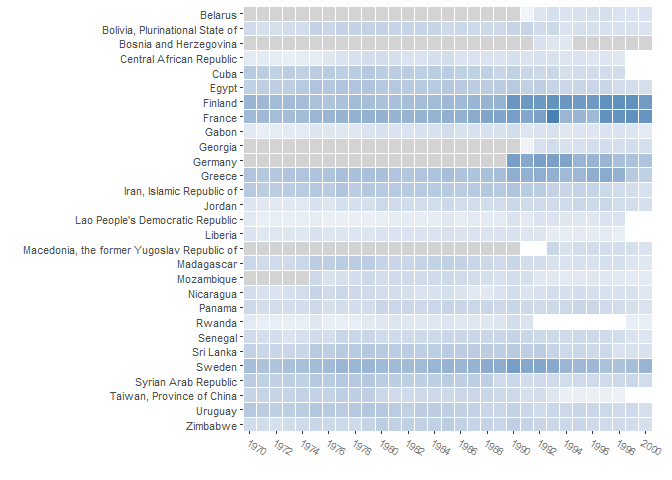 Belarus
Bolivia, Plurinational State of
Bosnia and Herzegovina
Central African Republic
Cuba
Egypt
Finland
France
Gabon
Georgia
Germany
Greece
Iran, Islamic Republic of
Jordan
Lao People's Democratic Republic
Liberia
Macedonia, the former Yugoslav Republic of
Madagascar
Mozambique
Nicaragua
Panama
Rwanda
Senegal
Sri Lanka
Sweden
Syrian Arab Republic
Taiwan, Province of China
Uruguay
Zimbabwe
1970 1972 1974 1976 1978 1980 1982 1984 1986 1988 1990 1992 1994 1996 1998 2000